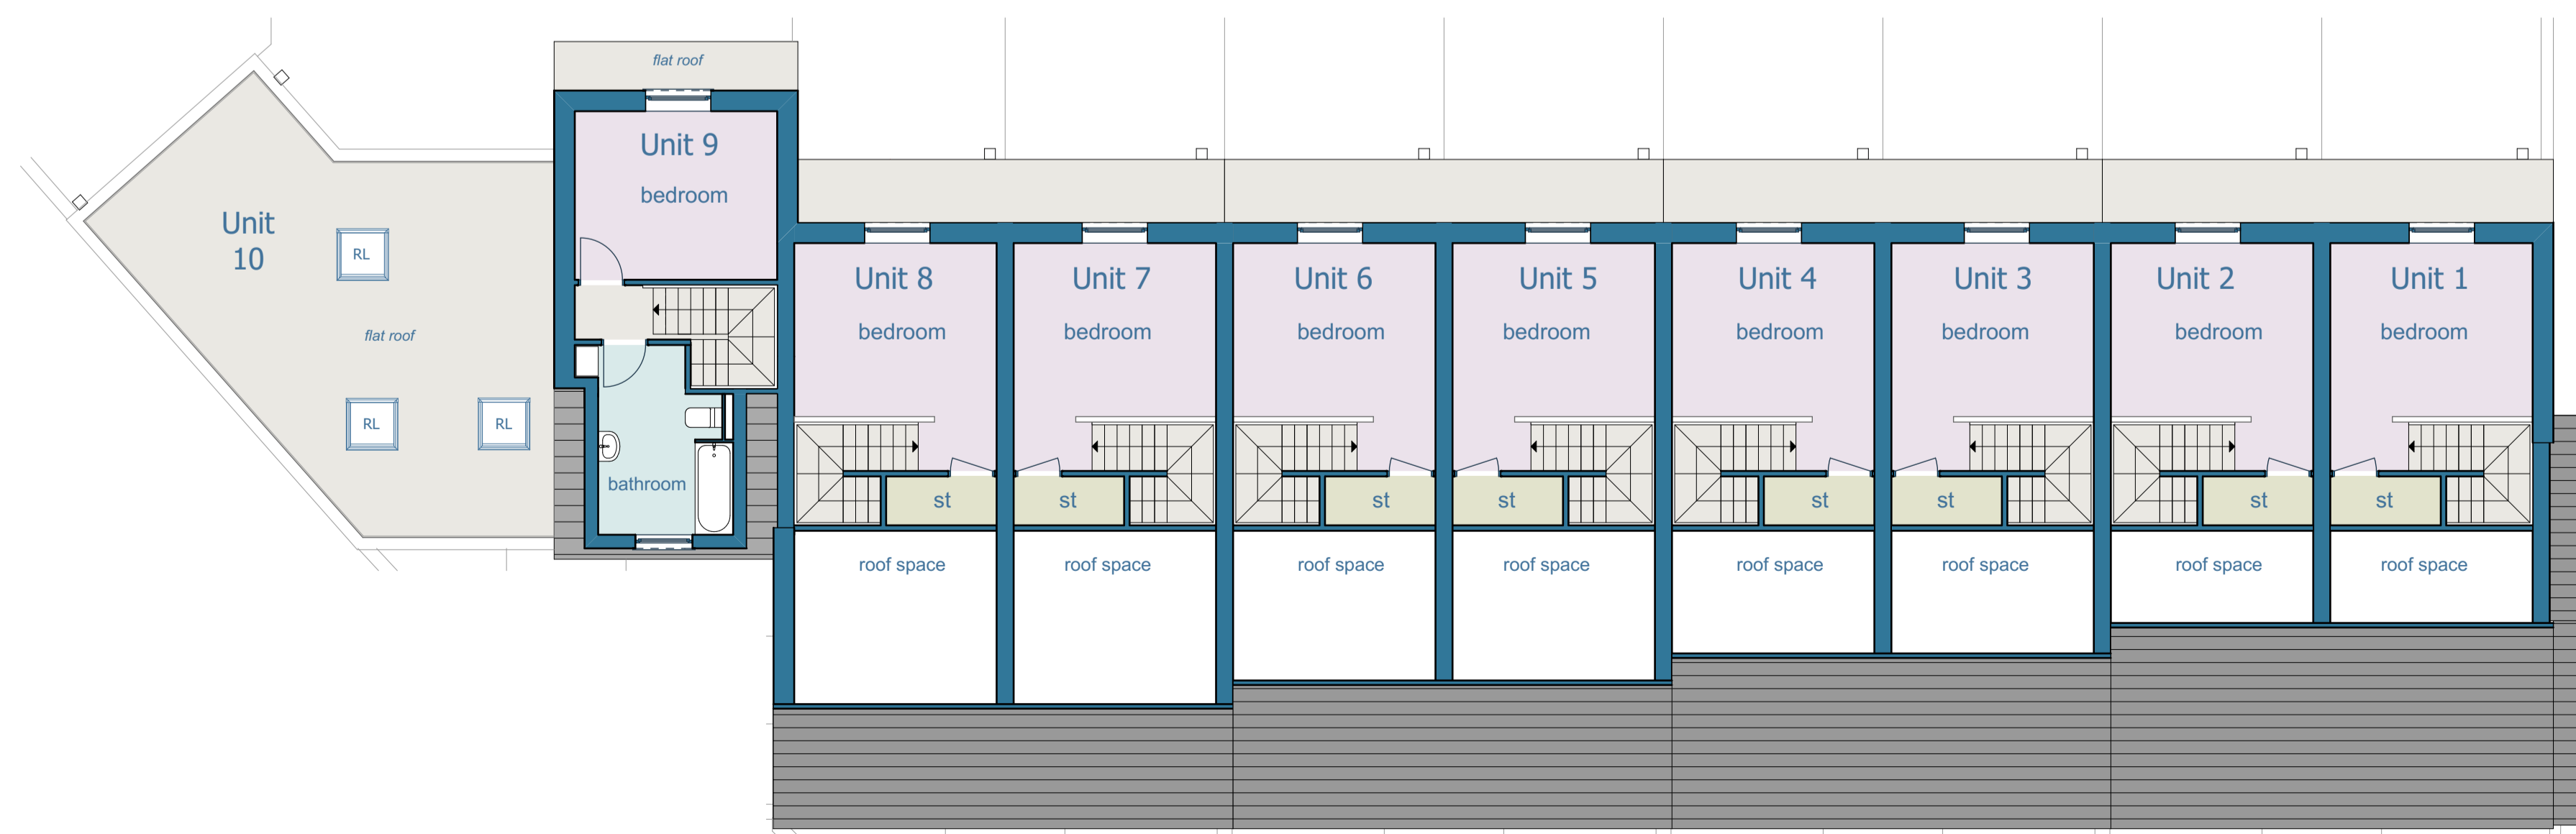 flat roof
Unit 9
bedroom
Unit
10
RL
flat roof
RL
RL
bathroom
Unit 8
bedroom
st
roof space
Unit 7
bedroom
st
roof space
Unit 6
bedroom
st
roof space
Unit 5
bedroom
st
roof space
Unit 4
bedroom
st
roof space
Unit 3
bedroom
st
roof space
Unit 2
bedroom
st
roof space
Unit 1
bedroom
st
roof space